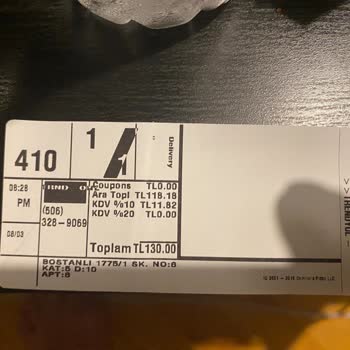 410
1
1
Delivery
08:28
PM
(506)
328-9069
08/03
Coupons TL0.00
Ara Topl TL118.18
KDV %10 TL11.82
KDV %20 TL0.00
Toplam TL130.00
BOSTANLI 1775/1 SK. NO:6
KAT:5 D:10
APT:8